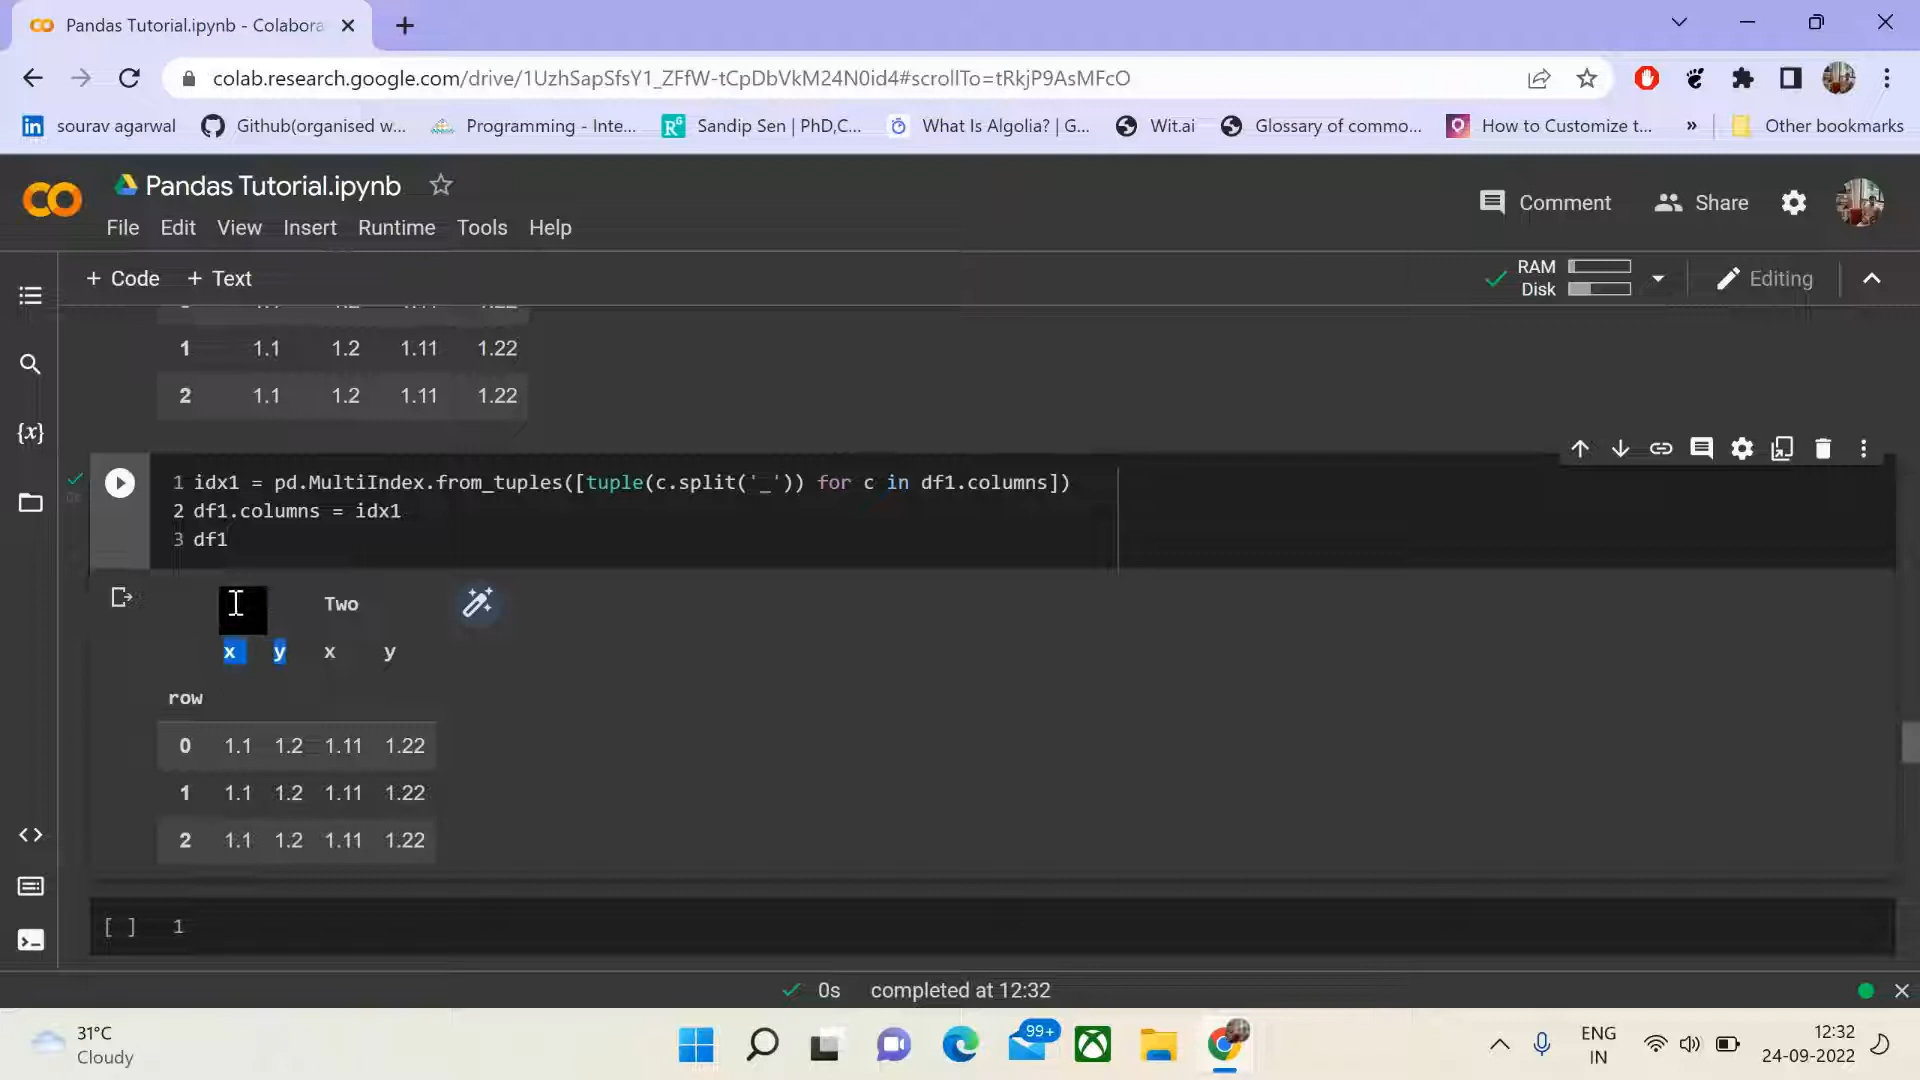 Pandas Tutorial.ipynb - Colabora
colab.research.google.com/drive/1UzhSapSfsY1_ZFfW-tCpDbVkM24N0id4#scrollTo=tRkjP9AsMFcO
sourav agarwal Github(organised w... Programming - Inte... Sandip Sen | PhD,C... What Is Algolia? | G... Wit.ai Glossary of commo... How to Customize t... » Other bookmarks
Pandas Tutorial.ipynb
Comment Share
File Edit View Insert Runtime Tools Help
+ Code + Text
RAM
Disk
Editing
1 1.1 1.2 1.11 1.22
2 1.1 1.2 1.11 1.22
1 idx1 = pd.MultiIndex.from_tuples([tuple(c.split('_')) for c in df1.columns])
2 df1.columns = idx1
3 df1
Two
x y x y
row
0 1.1 1.2 1.11 1.22
1 1.1 1.2 1.11 1.22
2 1.1 1.2 1.11 1.22
[ ] 1
0s completed at 12:32
31°C
Cloudy
99+
ENG
IN
12:32
24-09-2022